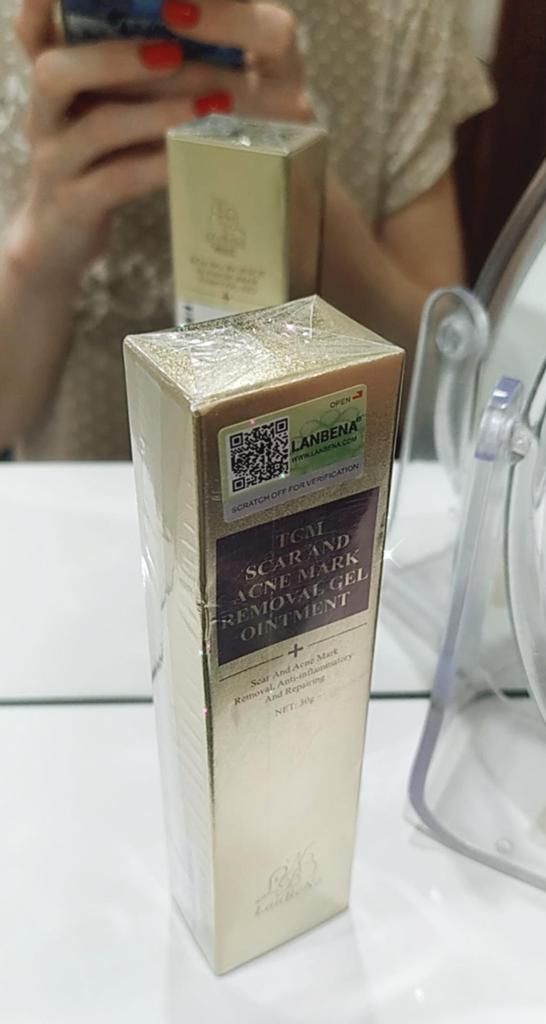 OPEN
LANBENA®
WWW.LANBENA.COM
SCRATCH OFF FOR VERIFICATION
TCM
SCAR AND
ACNE MARK
REMOVAL GEL
OINTMENT
Scar And Acne Mark
Removal, Anti-inflammatory
And Repairing
NET: 30g
LanBeNa